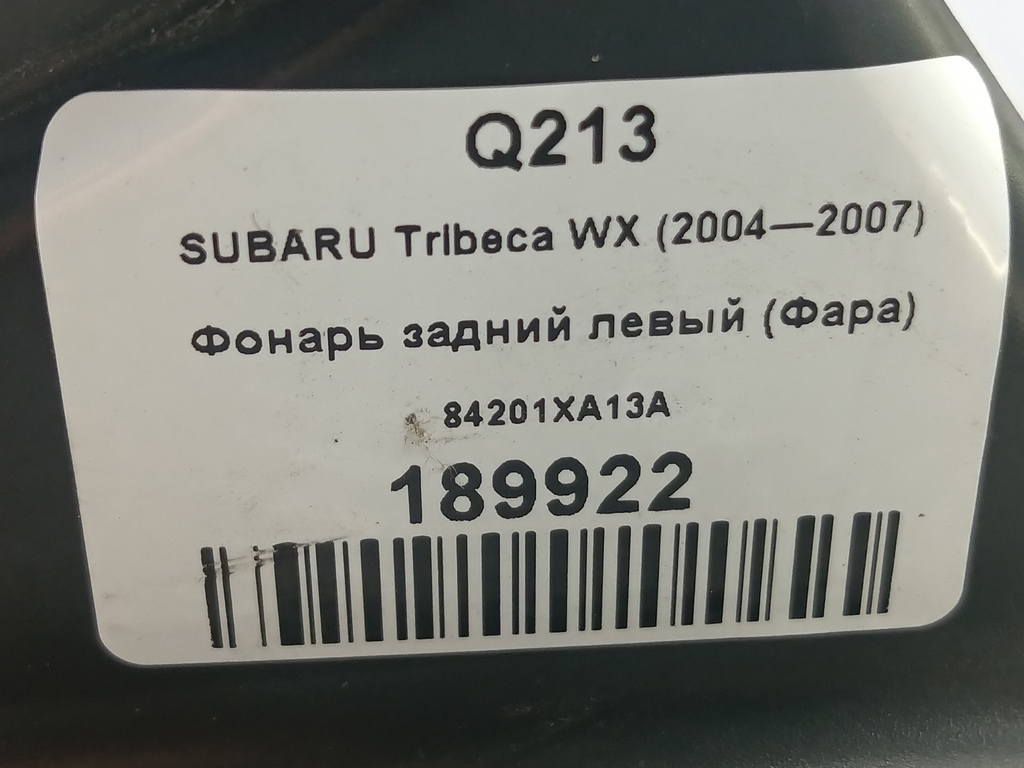 Q213
SUBARU Tribeca WX (2004—2007)
Фонарь задний левый (Фара)
84201XA13A
189922